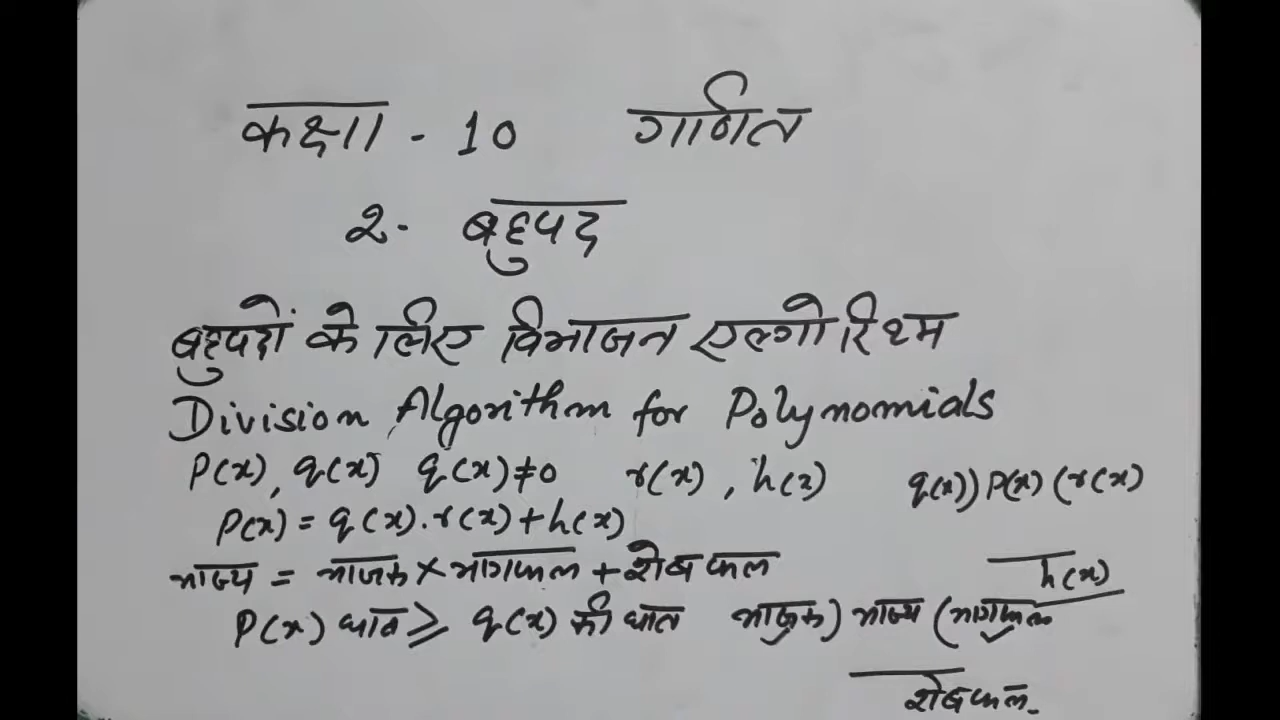 कक्षा - 10 गणित
2. बहुपद
बहुपदों के लिए विभाजन एल्गोरिथम
Division Algorithm for Polynomials
P(x), q(x) q(x)≠0 r(x), h(x) q(x))P(x)(r(x)
P(x) = q(x).r(x)+h(x)
भाज्य = भाजक×भागफल+शेषफल h(x)
P(x) घात ≥ q(x) की घात भाजक) भाज्य (भागफल
शेषफल.